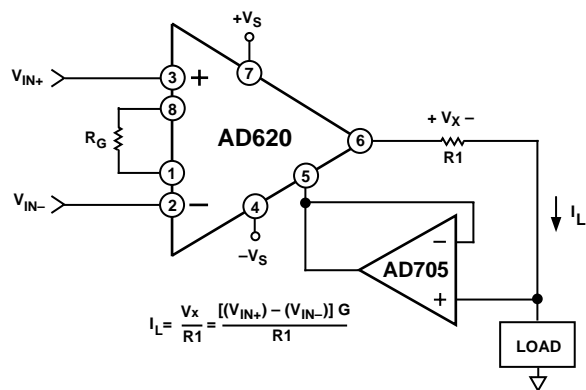 +VS
VIN+
3
+
7
8
RG
AD620
6
+ VX –
R1
1
5
VIN–
2
–
4
–VS
IL
–
AD705
+
IL = VX / R1 = [(VIN+) – (VIN–)] G / R1
LOAD